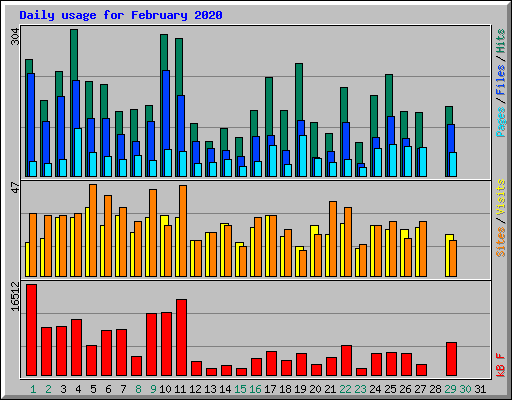 Daily usage for February 2020
304
Pages / Files / Hits
47
Sites / Visits
16512
kB F
1 2 3 4 5 6 7 8 9 10 11 12 13 14 15 16 17 18 19 20 21 22 23 24 25 26 27 28 29 30 31